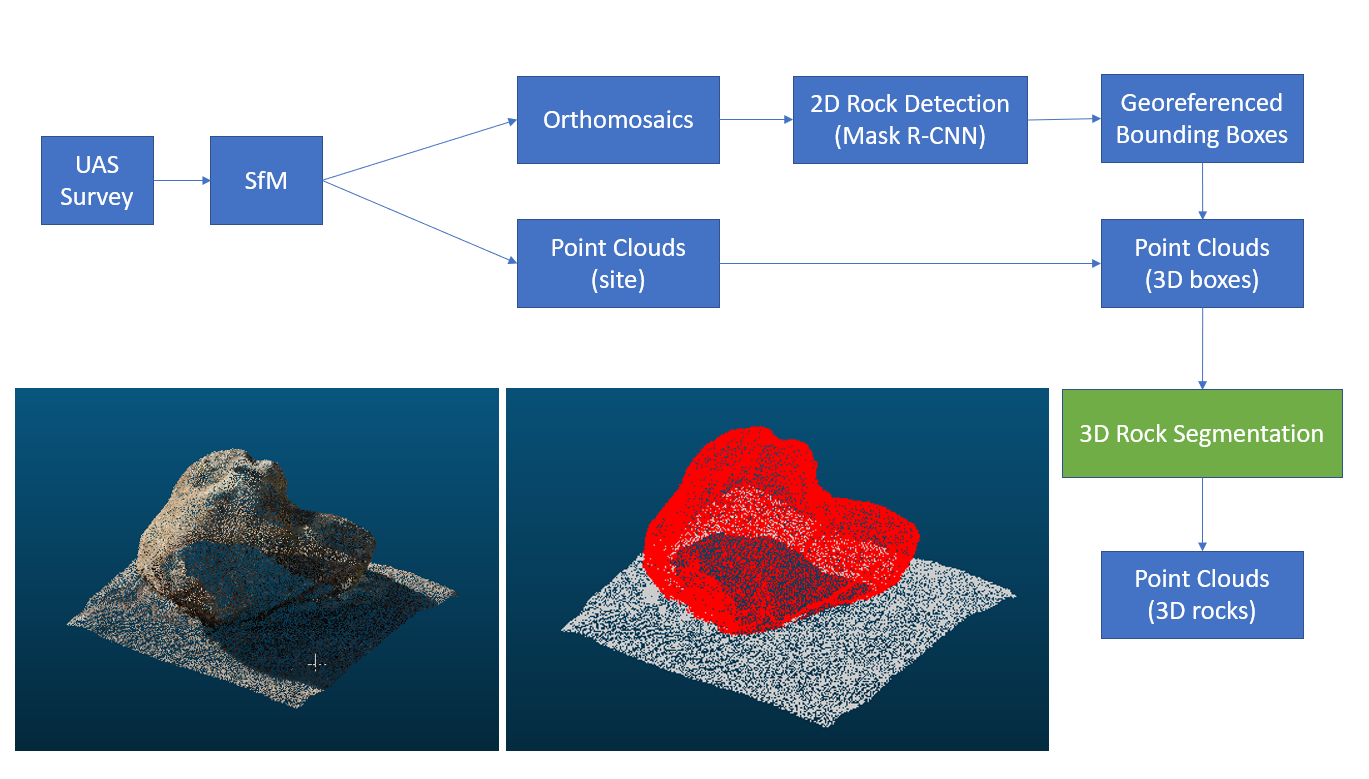 UAS
Survey
SfM
Orthomosaics
2D Rock Detection
(Mask R-CNN)
Georeferenced
Bounding Boxes
Point Clouds
(site)
Point Clouds
(3D boxes)
3D Rock Segmentation
Point Clouds
(3D rocks)